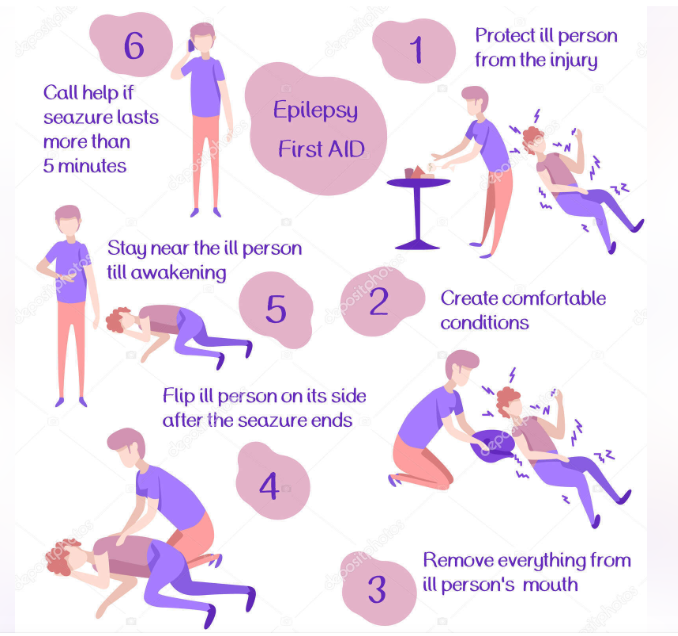 Epilepsy
First AID
1
Protect ill person
from the injury
2
Create comfortable
conditions
3
Remove everything from
ill person's mouth
4
Flip ill person on its side
after the seazure ends
5
Stay near the ill person
till awakening
6
Call help if
seazure lasts
more than
5 minutes
depositphotos